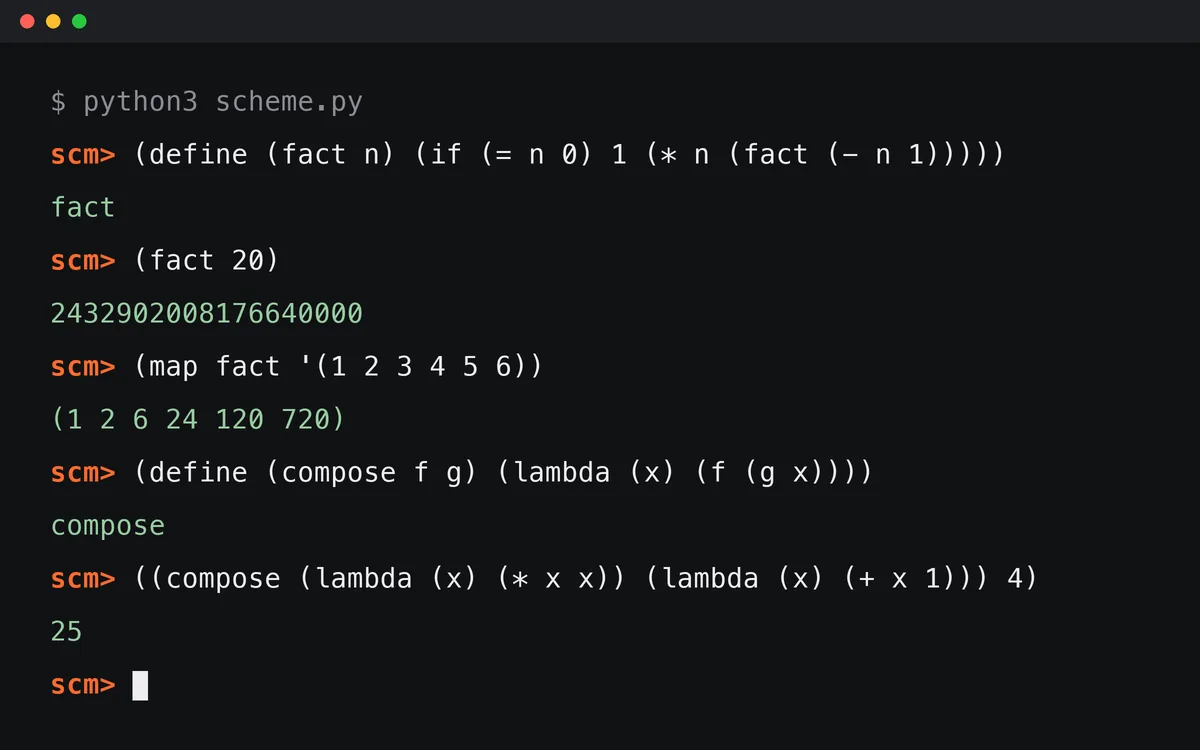 $ python3 scheme.py
scm> (define (fact n) (if (= n 0) 1 (* n (fact (- n 1)))))
fact
scm> (fact 20)
2432902008176640000
scm> (map fact '(1 2 3 4 5 6))
(1 2 6 24 120 720)
scm> (define (compose f g) (lambda (x) (f (g x))))
compose
scm> ((compose (lambda (x) (* x x)) (lambda (x) (+ x 1))) 4)
25
scm>